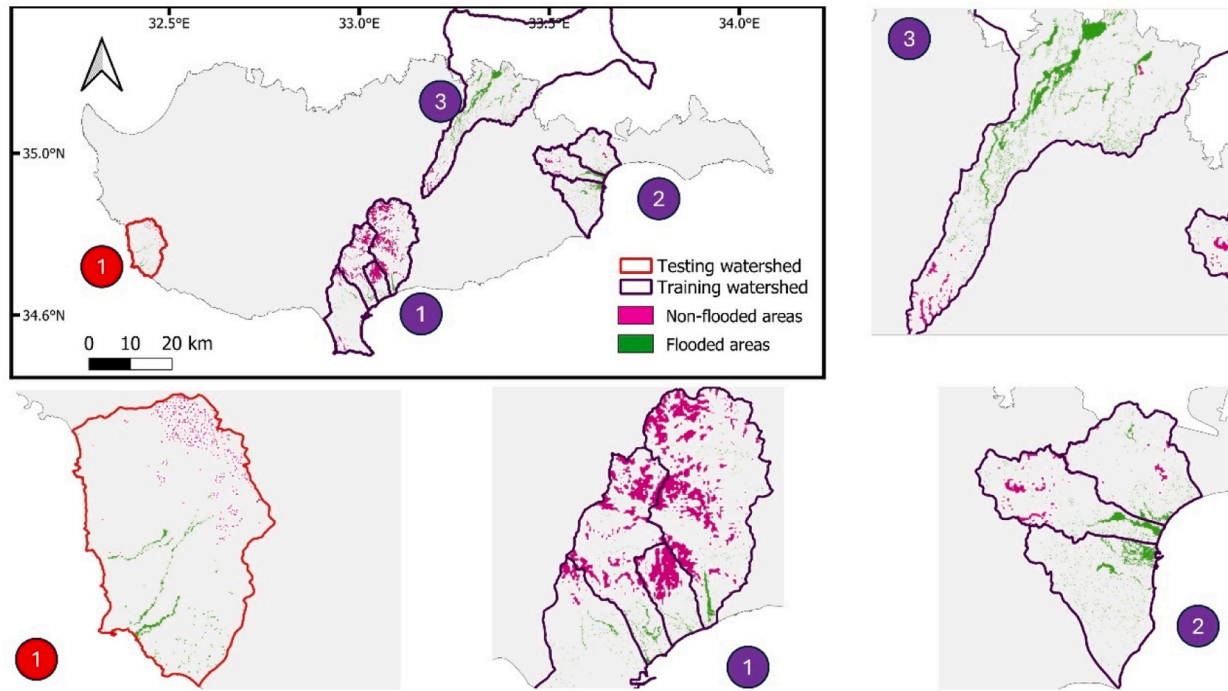 32.5°E
33.0°E
33.5°E
34.0°E
35.0°N
34.6°N
3
2
1
1
Testing watershed
Training watershed
Non-flooded areas
Flooded areas
0 10 20 km
3
1
1
2